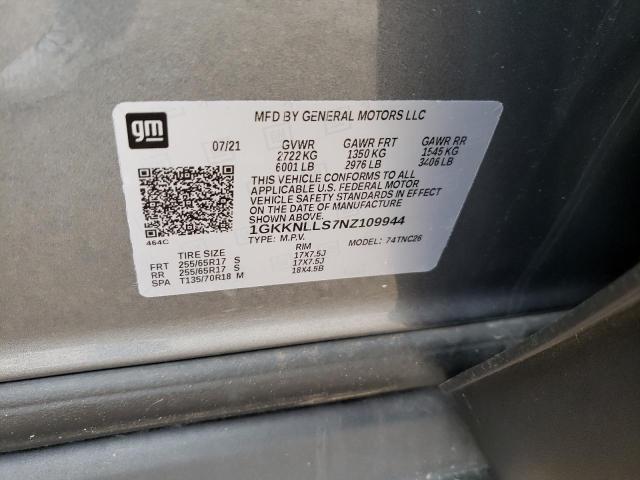 gm
MFD BY GENERAL MOTORS LLC
07/21 GVWR GAWR FRT GAWR RR
2722 KG 1350 KG 1545 KG
6001 LB 2976 LB 3406 LB
THIS VEHICLE CONFORMS TO ALL
APPLICABLE U.S. FEDERAL MOTOR
VEHICLE SAFETY STANDARDS IN EFFECT
ON THE DATE OF MANUFACTURE
SHOWN ABOVE.
1GKKNLLS7NZ109944
464C TYPE: M.P.V. MODEL: 74TNC26
TIRE SIZE RIM
FRT 255/65R17 S 17X7.5J
RR 255/65R17 S 17X7.5J
SPA T135/70R18 M 18X4.5B